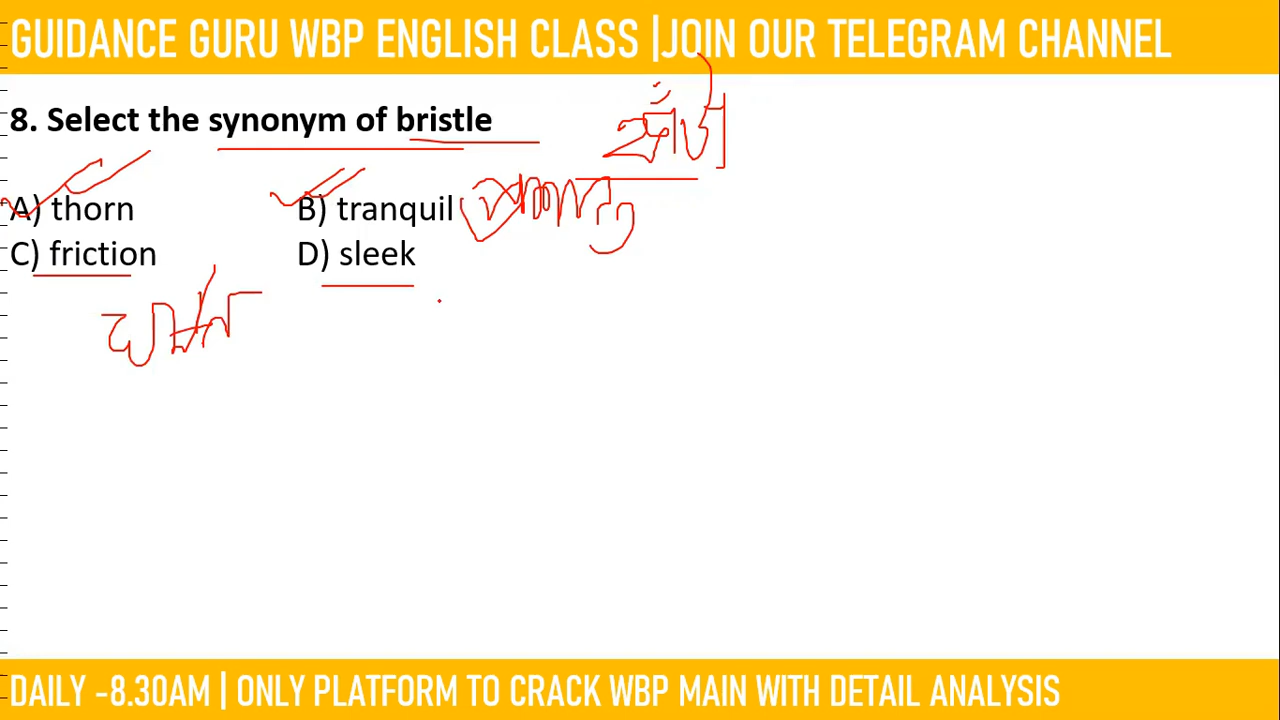 GUIDANCE GURU WBP ENGLISH CLASS |JOIN OUR TELEGRAM CHANNEL
8. Select the synonym of bristle
A) thorn B) tranquil
C) friction D) sleek
DAILY -8.30AM | ONLY PLATFORM TO CRACK WBP MAIN WITH DETAIL ANALYSIS